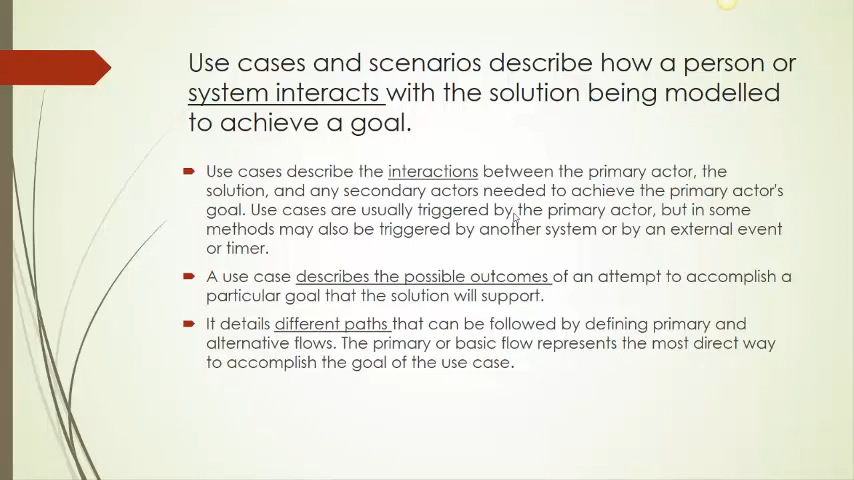 Use cases and scenarios describe how a person or
system interacts with the solution being modelled
to achieve a goal.
Use cases describe the interactions between the primary actor, the
solution, and any secondary actors needed to achieve the primary actor's
goal. Use cases are usually triggered by the primary actor, but in some
methods may also be triggered by another system or by an external event
or timer.
A use case describes the possible outcomes of an attempt to accomplish a
particular goal that the solution will support.
It details different paths that can be followed by defining primary and
alternative flows. The primary or basic flow represents the most direct way
to accomplish the goal of the use case.